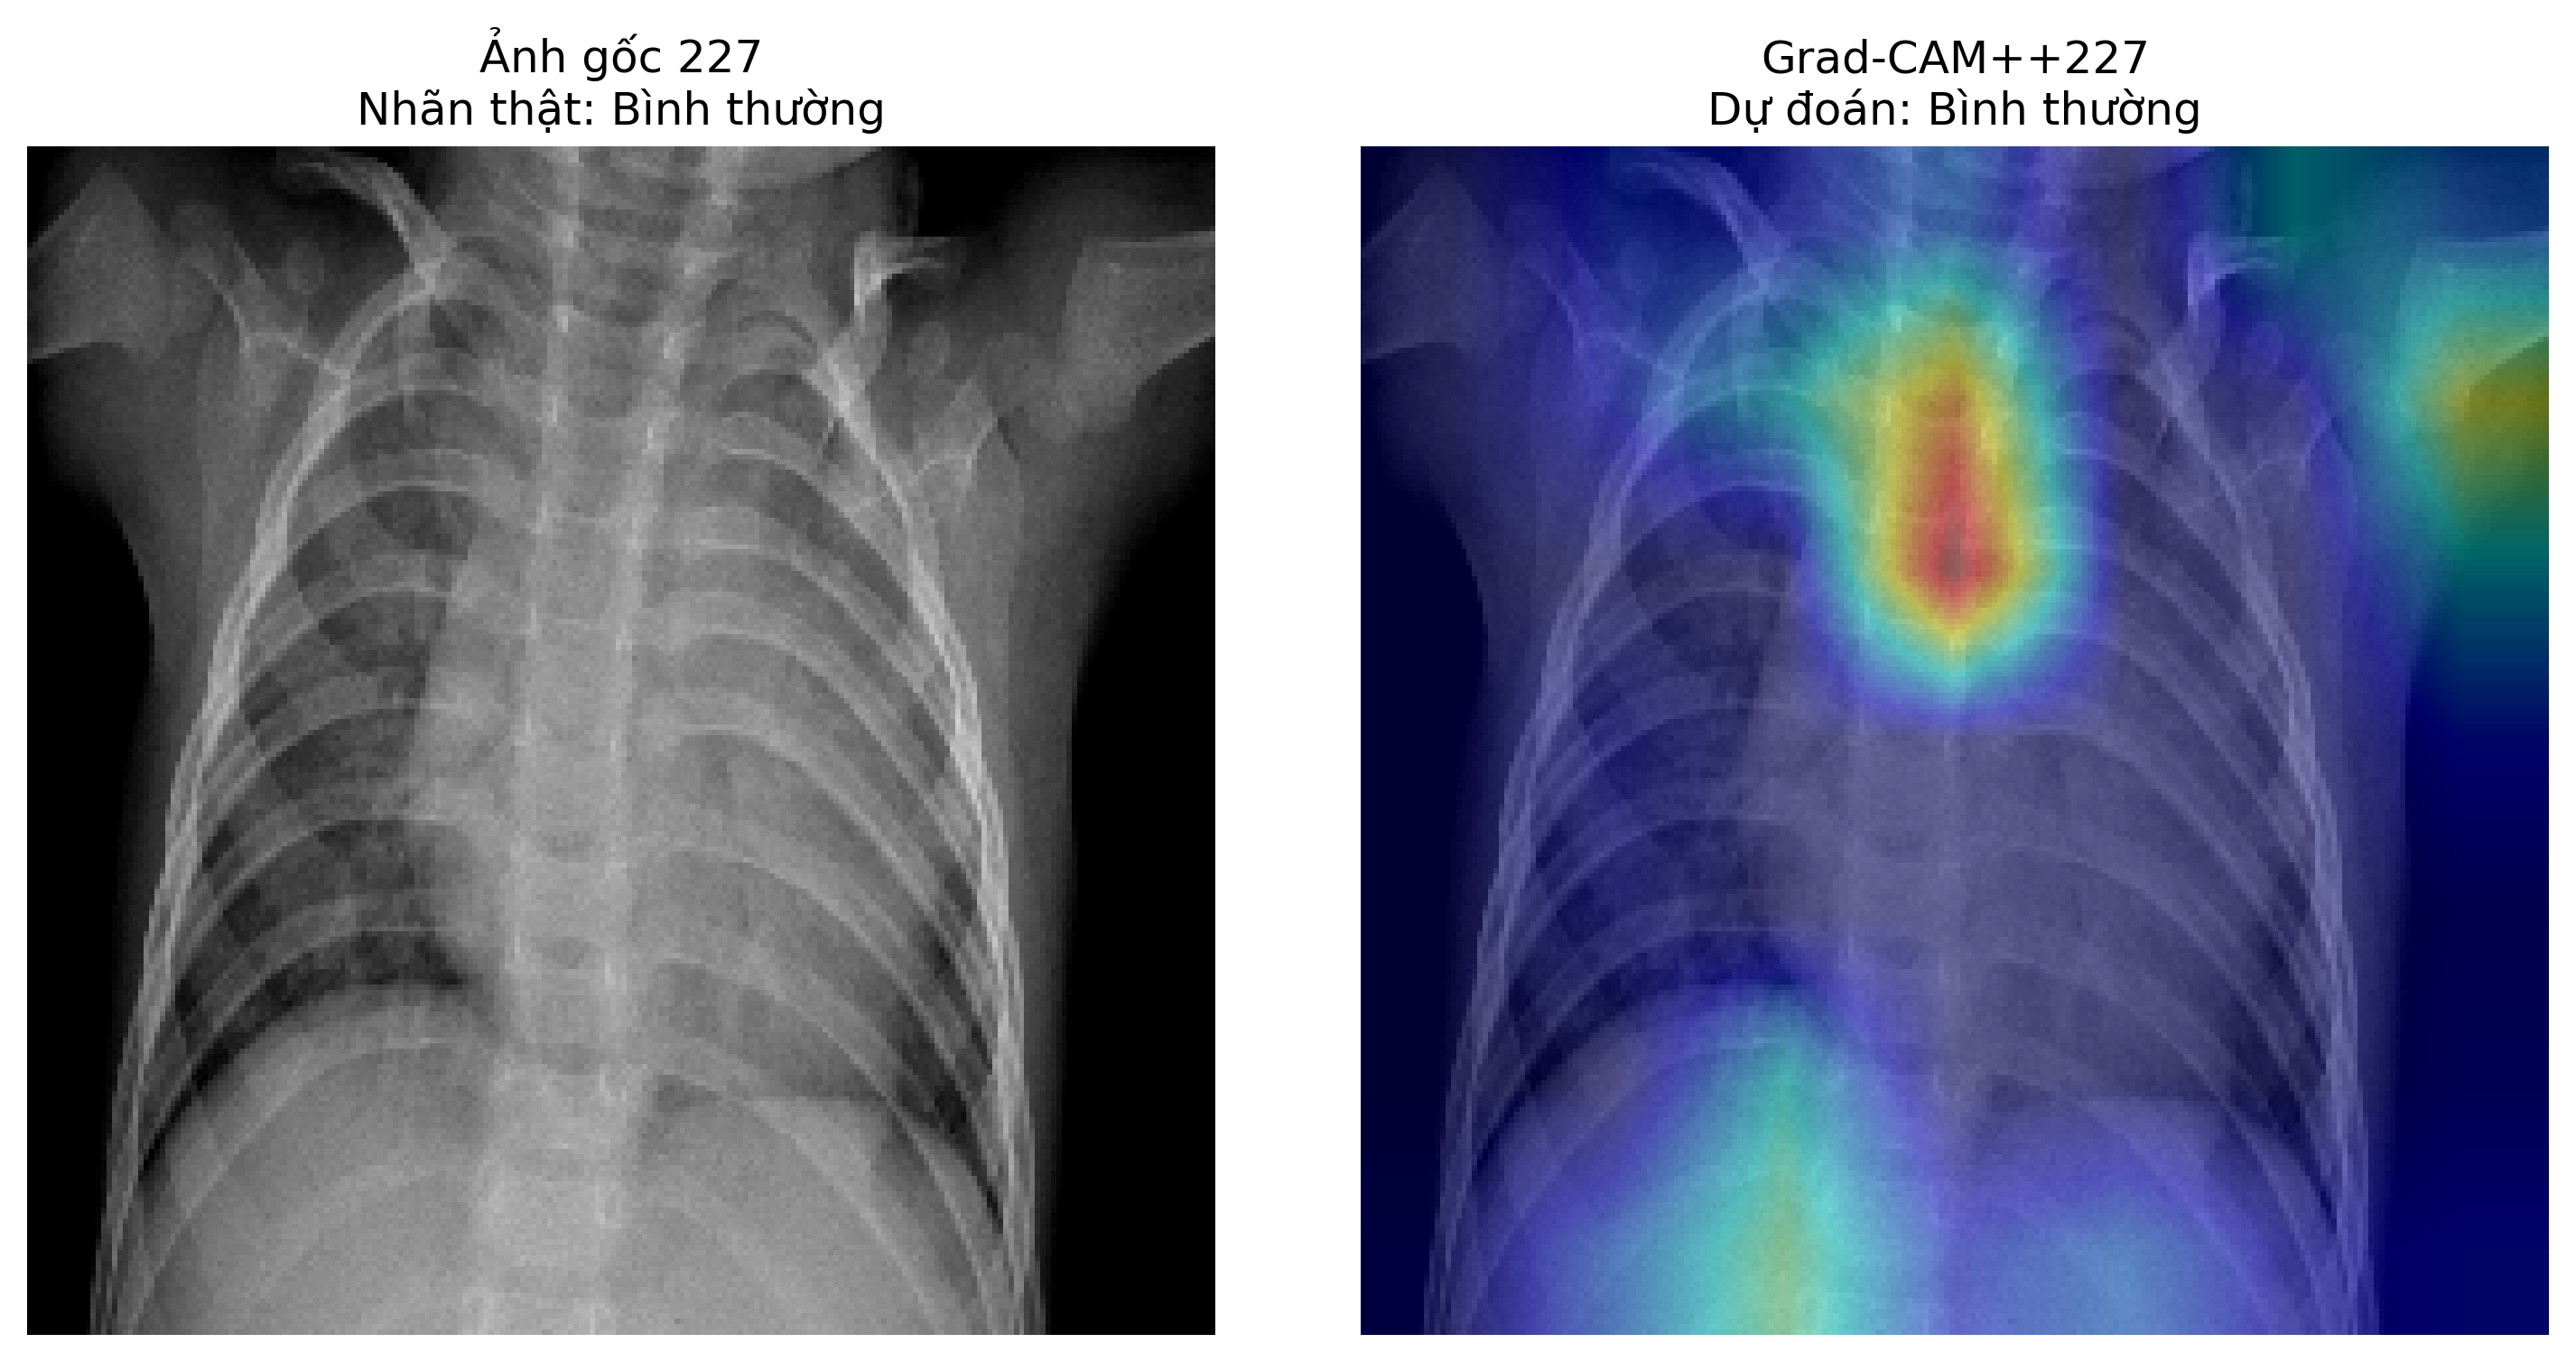 Ảnh gốc 227
Nhãn thật: Bình thường
Grad-CAM++227
Dự đoán: Bình thường